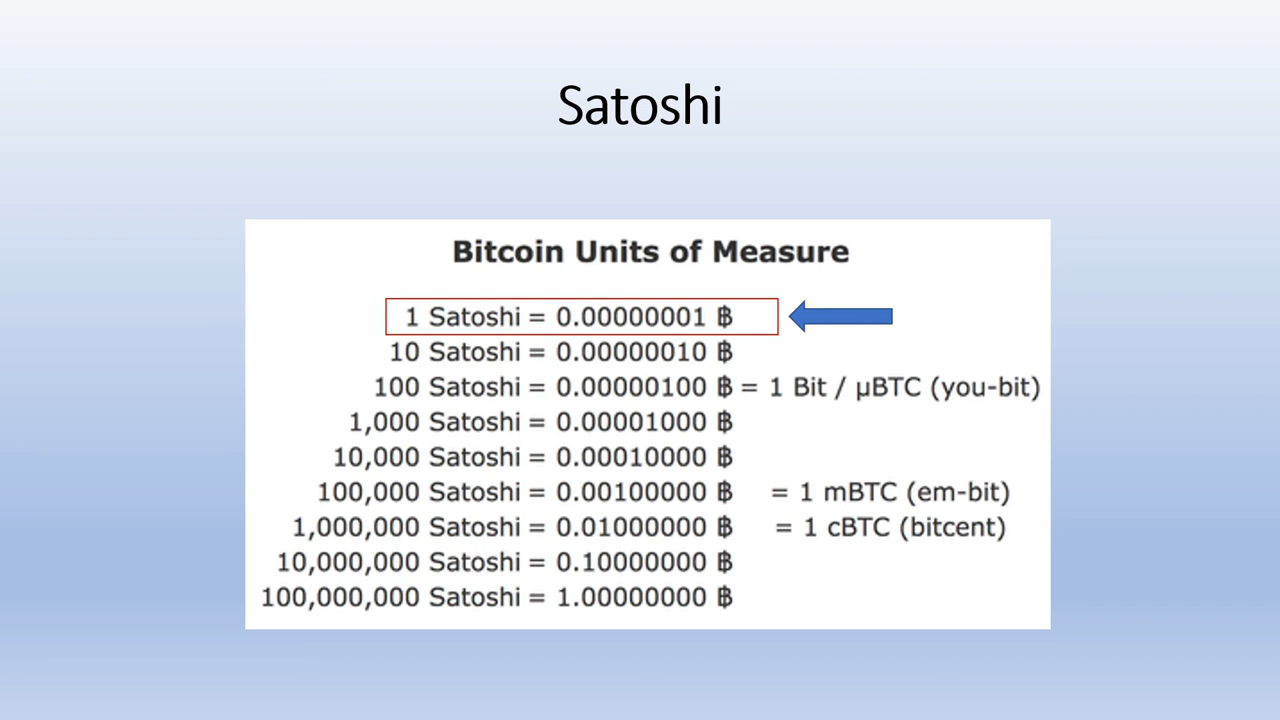 Satoshi
Bitcoin Units of Measure
1 Satoshi = 0.00000001 ฿
10 Satoshi = 0.00000010 ฿
100 Satoshi = 0.00000100 ฿ = 1 Bit / µBTC (you-bit)
1,000 Satoshi = 0.00001000 ฿
10,000 Satoshi = 0.00010000 ฿
100,000 Satoshi = 0.00100000 ฿ = 1 mBTC (em-bit)
1,000,000 Satoshi = 0.01000000 ฿ = 1 cBTC (bitcent)
10,000,000 Satoshi = 0.10000000 ฿
100,000,000 Satoshi = 1.00000000 ฿